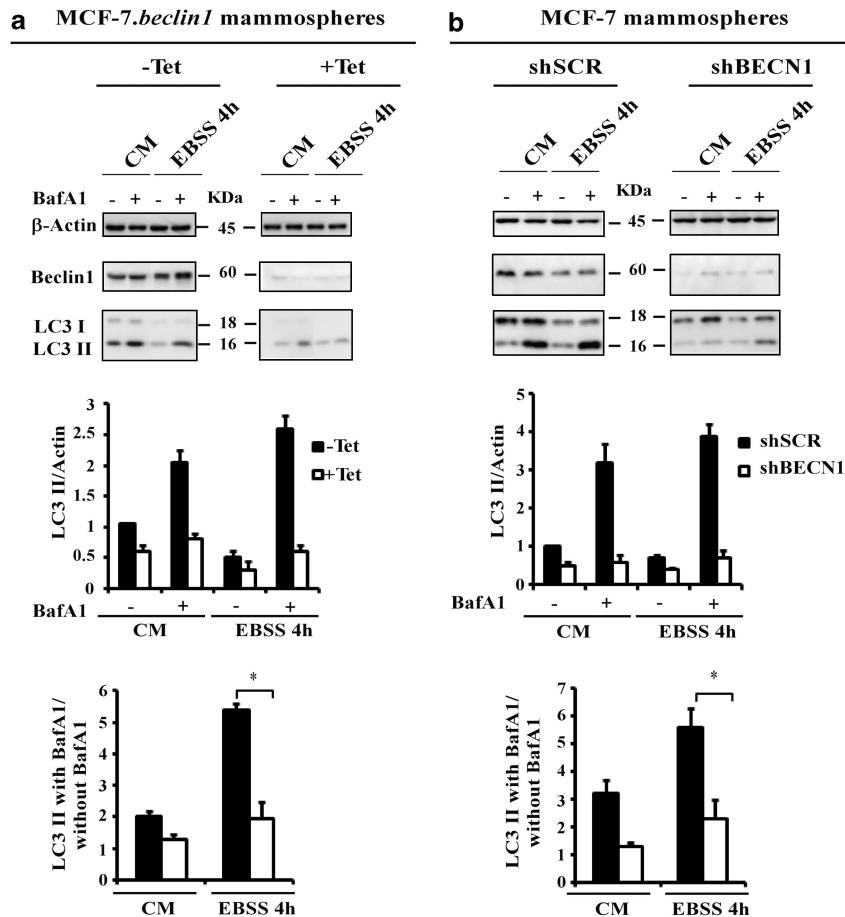 a MCF-7.beclin1 mammospheres
-Tet +Tet
CM EBSS 4h CM EBSS 4h
BafA1 - + - + KDa - + - +
β-Actin 45
Beclin1 60
LC3 I 18
LC3 II 16
LC3 II/Actin
3
2.5
2
1.5
1
0.5
0
-Tet
+Tet
BafA1 - + - +
CM EBSS 4h
LC3 II with BafA1/
without BafA1
6
5
4
3
2
1
0
*
CM EBSS 4h
b MCF-7 mammospheres
shSCR shBECN1
CM EBSS 4h CM EBSS 4h
- + - + KDa - + - +
45
60
18
16
LC3 II/Actin
5
4
3
2
1
0
shSCR
shBECN1
BafA1 - + - +
CM EBSS 4h
LC3 II with BafA1/
without BafA1
7
6
5
4
3
2
1
0
*
CM EBSS 4h